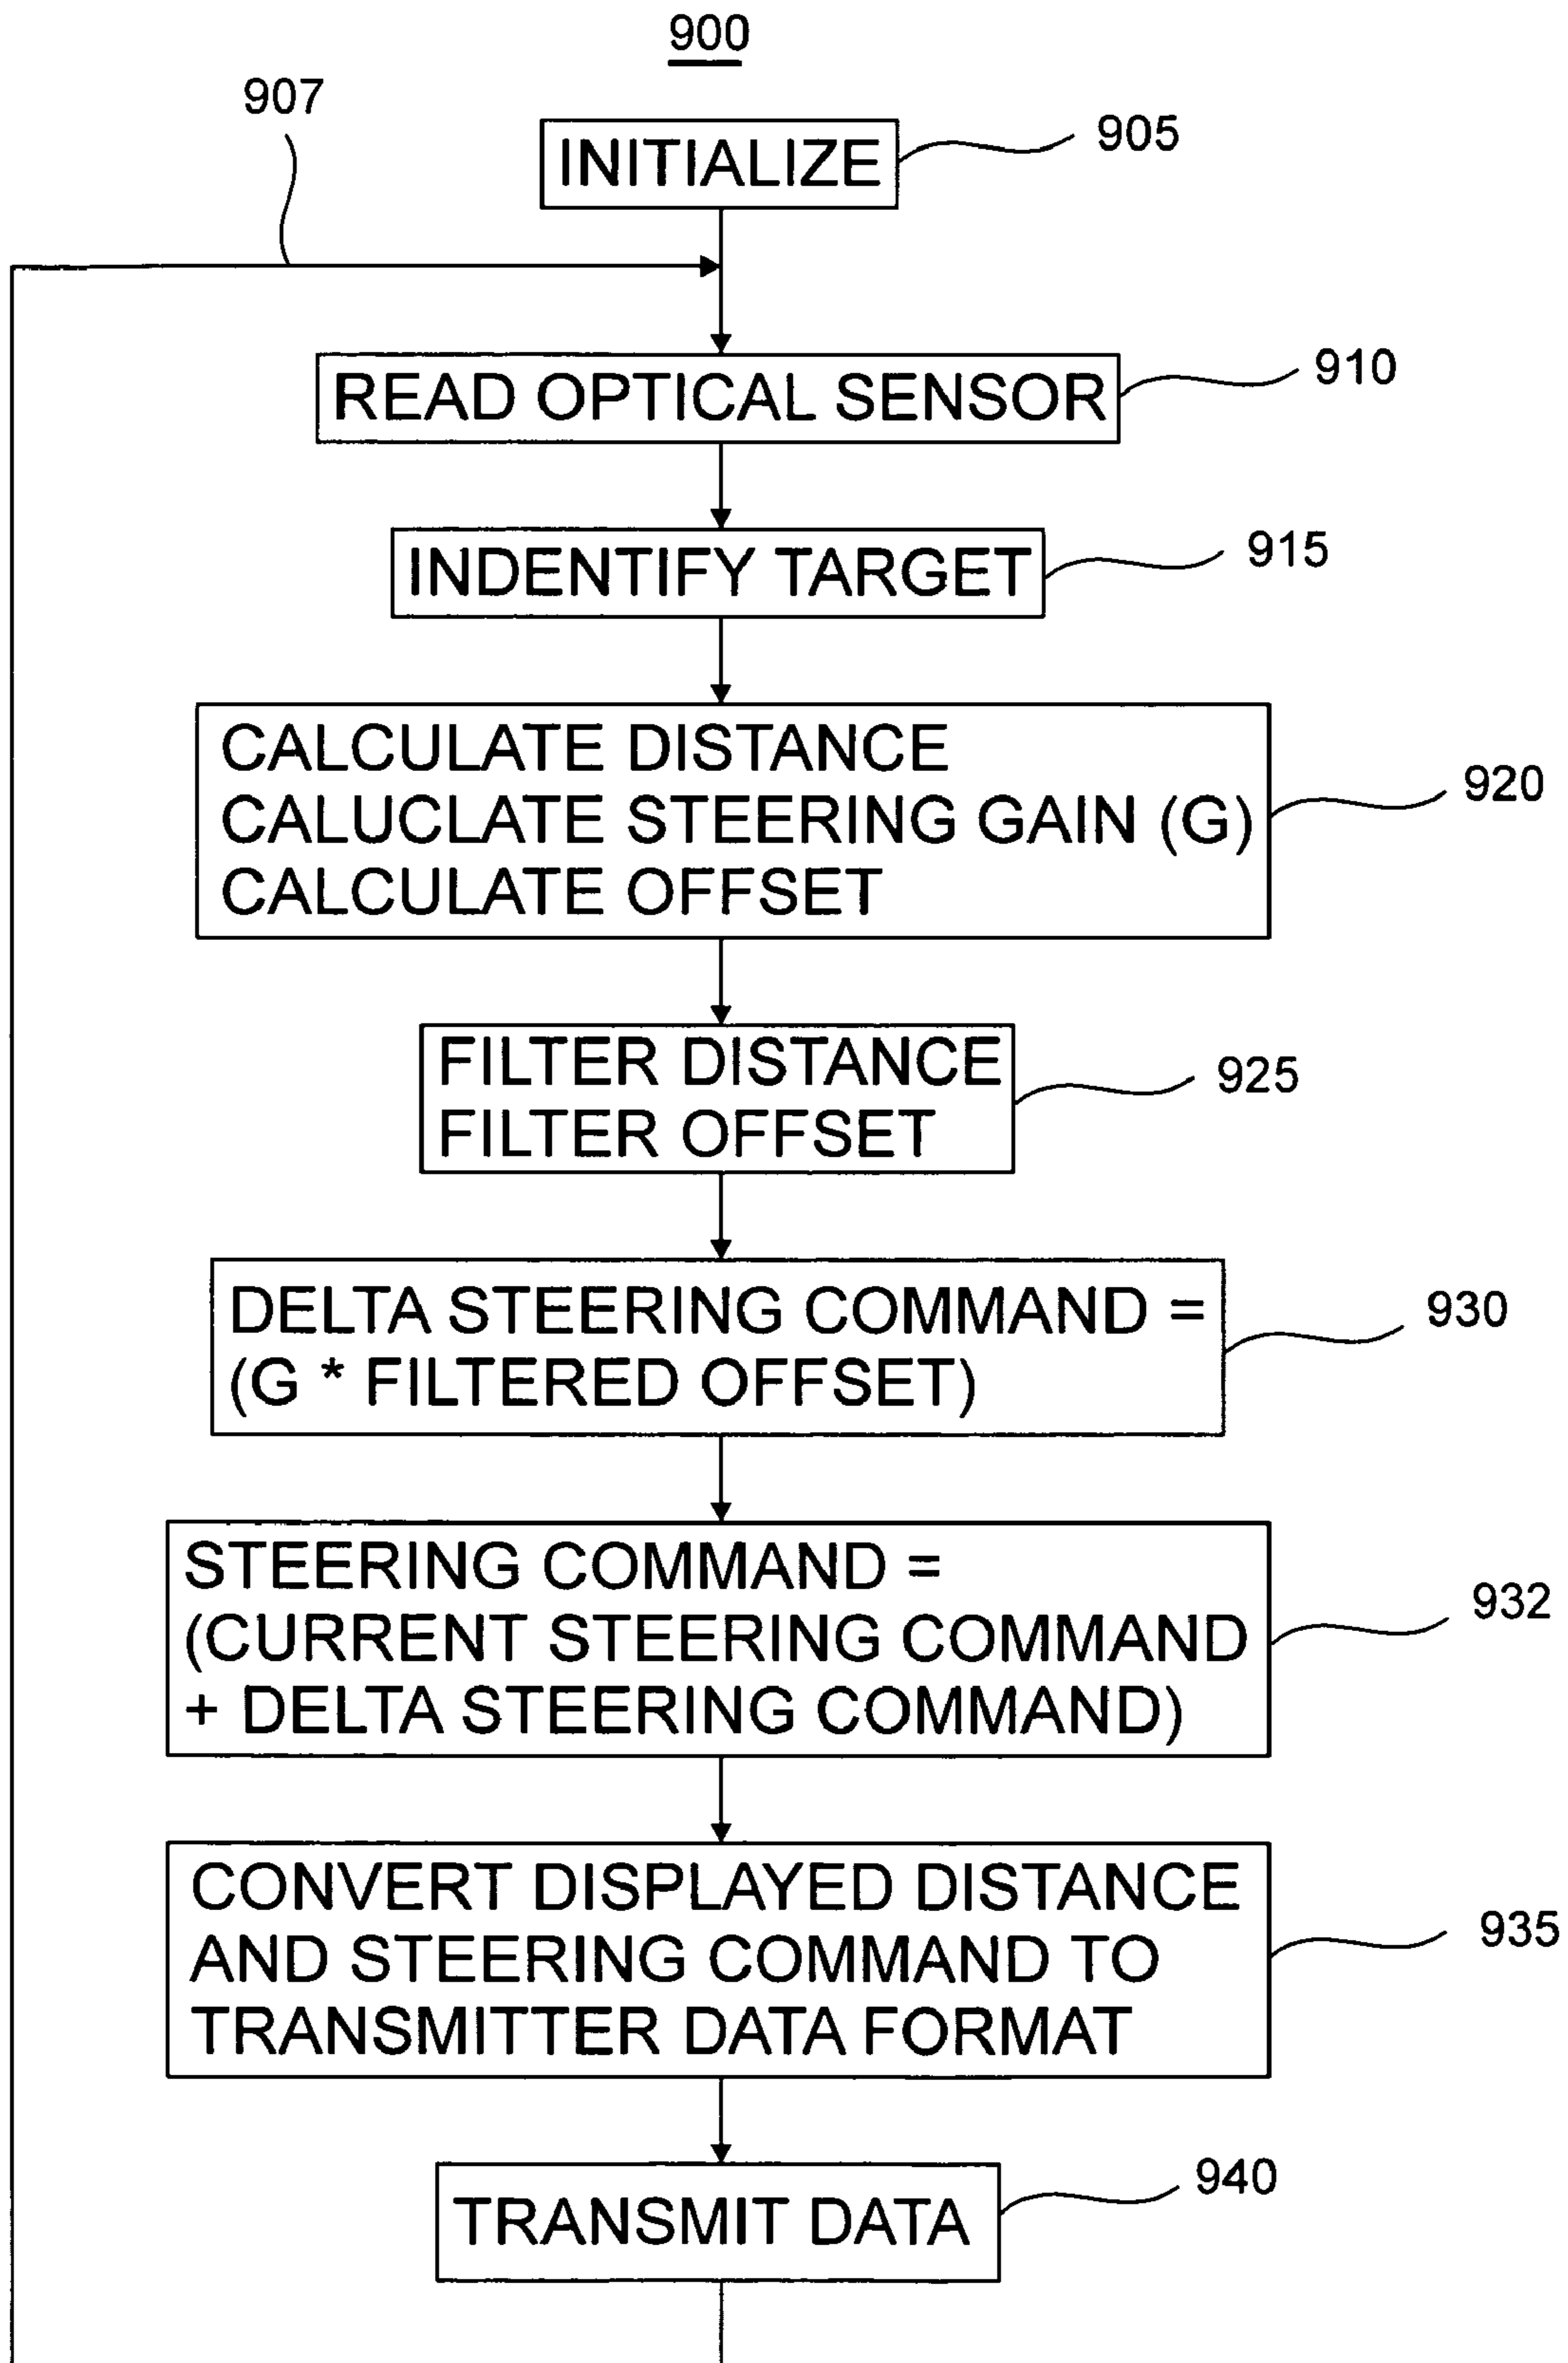 900
907
INITIALIZE
905
READ OPTICAL SENSOR
910
INDENTIFY TARGET
915
CALCULATE DISTANCE
CALUCLATE STEERING GAIN (G)
CALCULATE OFFSET
920
FILTER DISTANCE
FILTER OFFSET
925
DELTA STEERING COMMAND =
(G * FILTERED OFFSET)
930
STEERING COMMAND =
(CURRENT STEERING COMMAND
+ DELTA STEERING COMMAND)
932
CONVERT DISPLAYED DISTANCE
AND STEERING COMMAND TO
TRANSMITTER DATA FORMAT
935
TRANSMIT DATA
940